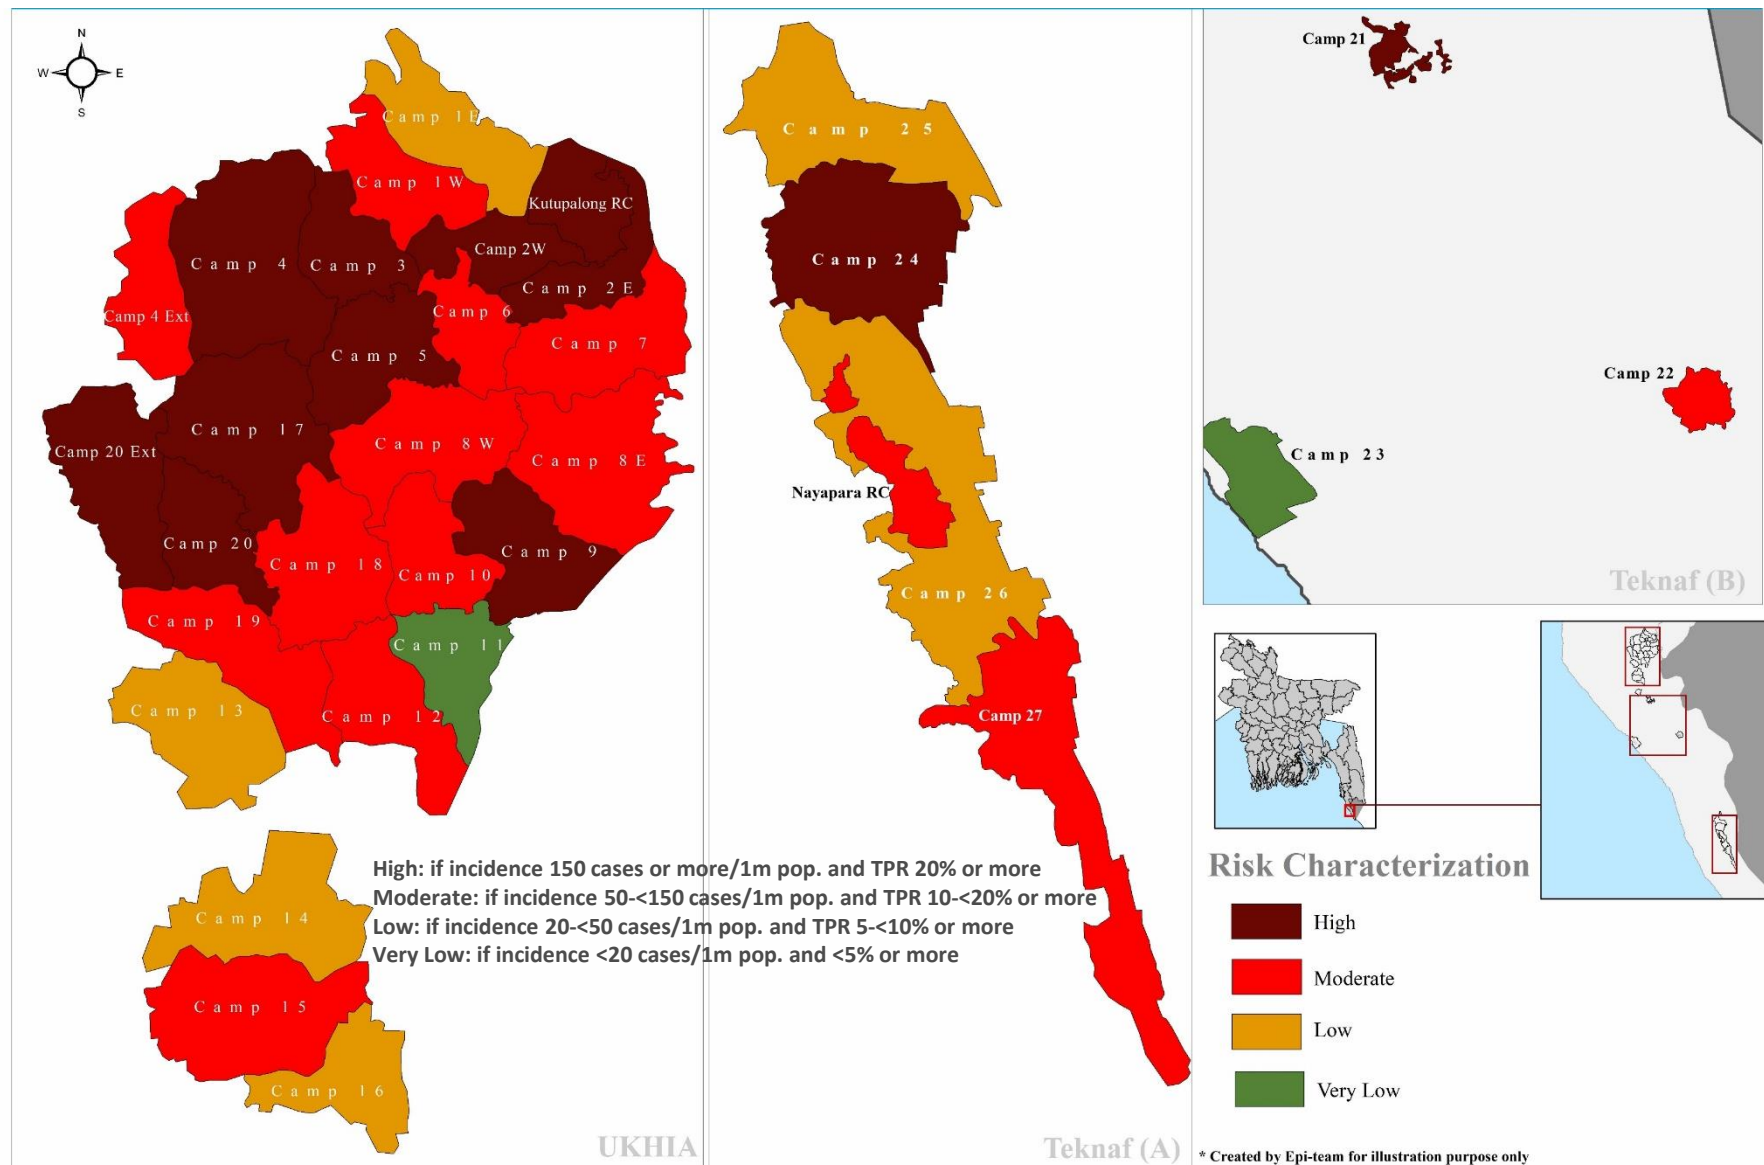 N
W E
S
Camp 1E
Camp 1W
Kutupalong RC
Camp 2W
Camp 4
Camp 3
Camp 2E
Camp 4 Ext
Camp 6
Camp 5
Camp 7
Camp 17
Camp 8W
Camp 20 Ext
Camp 8E
Camp 20
Camp 9
Camp 18
Camp 10
Camp 19
Camp 11
Camp 13
Camp 12
Camp 14
Camp 15
Camp 16
High: if incidence 150 cases or more/1m pop. and TPR 20% or more
Moderate: if incidence 50-<150 cases/1m pop. and TPR 10-<20% or more
Low: if incidence 20-<50 cases/1m pop. and TPR 5-<10% or more
Very Low: if incidence <20 cases/1m pop. and <5% or more
UKHIA
Camp 25
Camp 24
Nayapara RC
Camp 26
Camp 27
Teknaf (A)
Camp 21
Camp 22
Camp 23
Teknaf (B)
Risk Characterization
High
Moderate
Low
Very Low
* Created by Epi-team for illustration purpose only